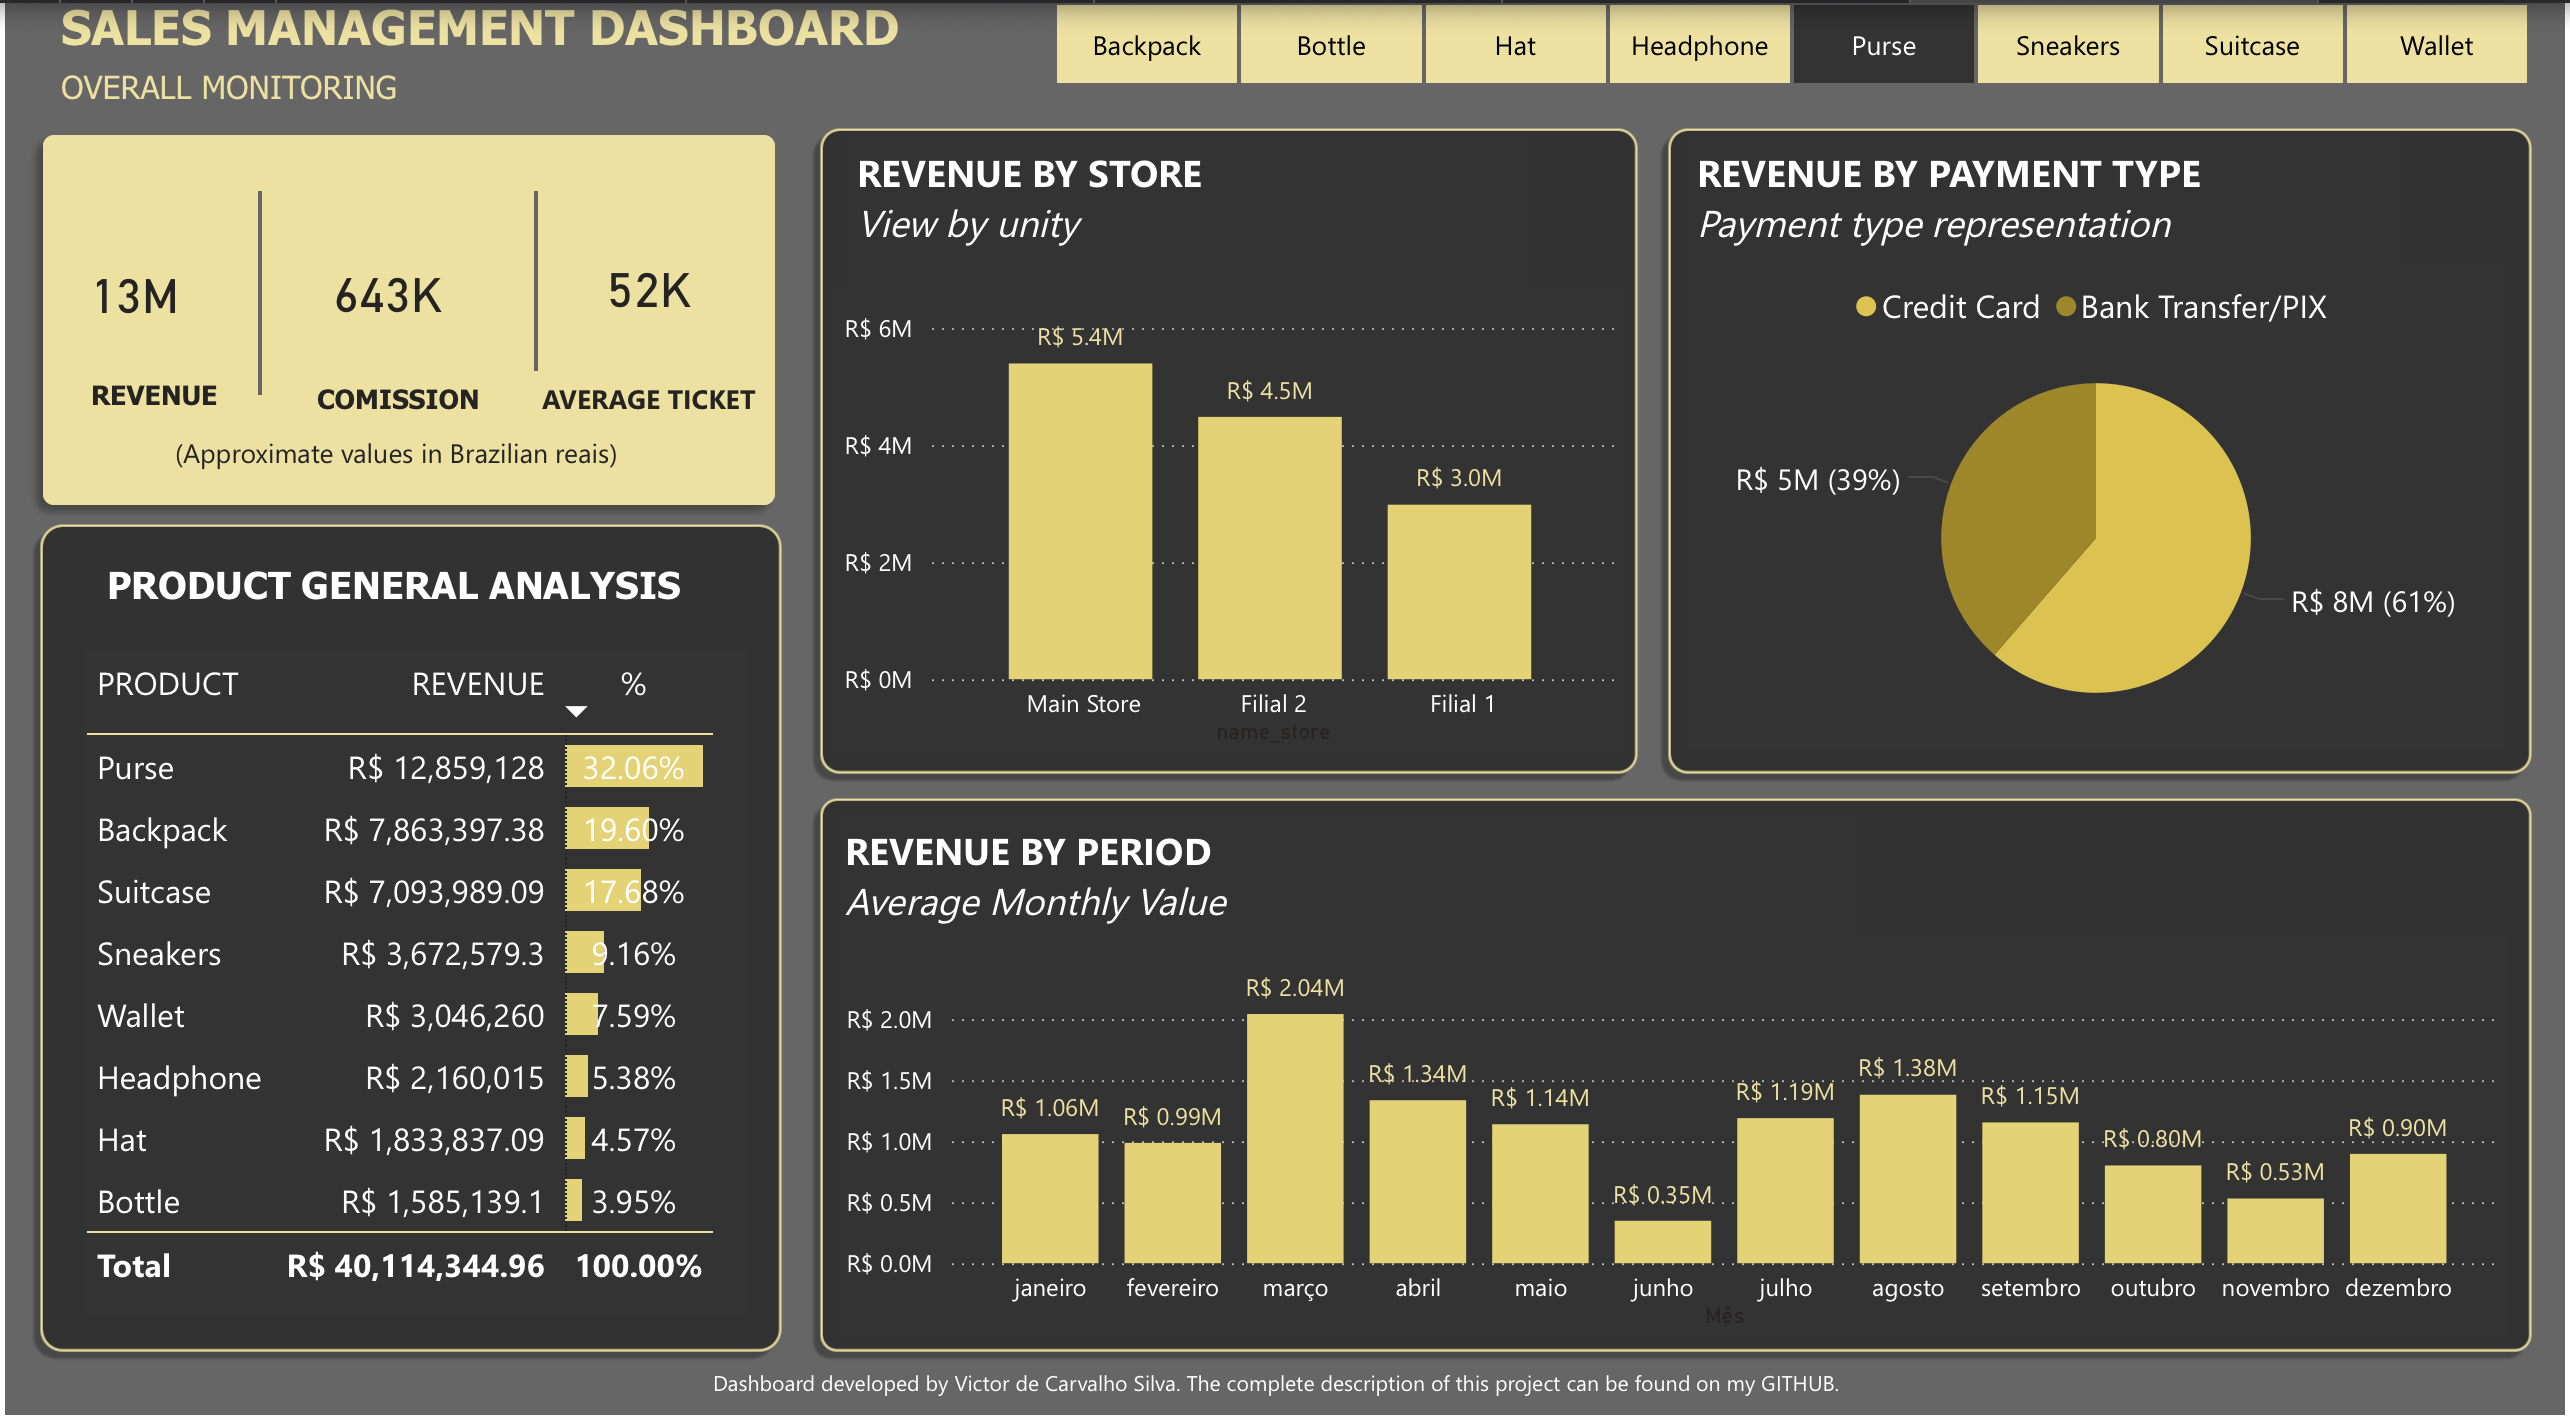 SALES MANAGEMENT DASHBOARD
OVERALL MONITORING
Backpack
Bottle
Hat
Headphone
Purse
Sneakers
Suitcase
Wallet
13M
643K
52K
REVENUE
COMISSION
AVERAGE TICKET
(Approximate values in Brazilian reais)
PRODUCT GENERAL ANALYSIS
PRODUCT REVENUE %
Purse R$ 12,859,128 32.06%
Backpack R$ 7,863,397.38 19.60%
Suitcase R$ 7,093,989.09 17.68%
Sneakers R$ 3,672,579.3 9.16%
Wallet R$ 3,046,260 7.59%
Headphone R$ 2,160,015 5.38%
Hat R$ 1,833,837.09 4.57%
Bottle R$ 1,585,139.1 3.95%
Total R$ 40,114,344.96 100.00%
REVENUE BY STORE
View by unity
R$ 6M
R$ 4M
R$ 2M
R$ 0M
R$ 5.4M
R$ 4.5M
R$ 3.0M
Main Store
Filial 2
Filial 1
name_store
REVENUE BY PAYMENT TYPE
Payment type representation
Credit Card
Bank Transfer/PIX
R$ 5M (39%)
R$ 8M (61%)
REVENUE BY PERIOD
Average Monthly Value
R$ 2.0M
R$ 1.5M
R$ 1.0M
R$ 0.5M
R$ 0.0M
R$ 1.06M
R$ 0.99M
R$ 2.04M
R$ 1.34M
R$ 1.14M
R$ 0.35M
R$ 1.19M
R$ 1.38M
R$ 1.15M
R$ 0.80M
R$ 0.53M
R$ 0.90M
janeiro
fevereiro
março
abril
maio
junho
julho
agosto
setembro
outubro
novembro
dezembro
Mês
Dashboard developed by Victor de Carvalho Silva. The complete description of this project can be found on my GITHUB.